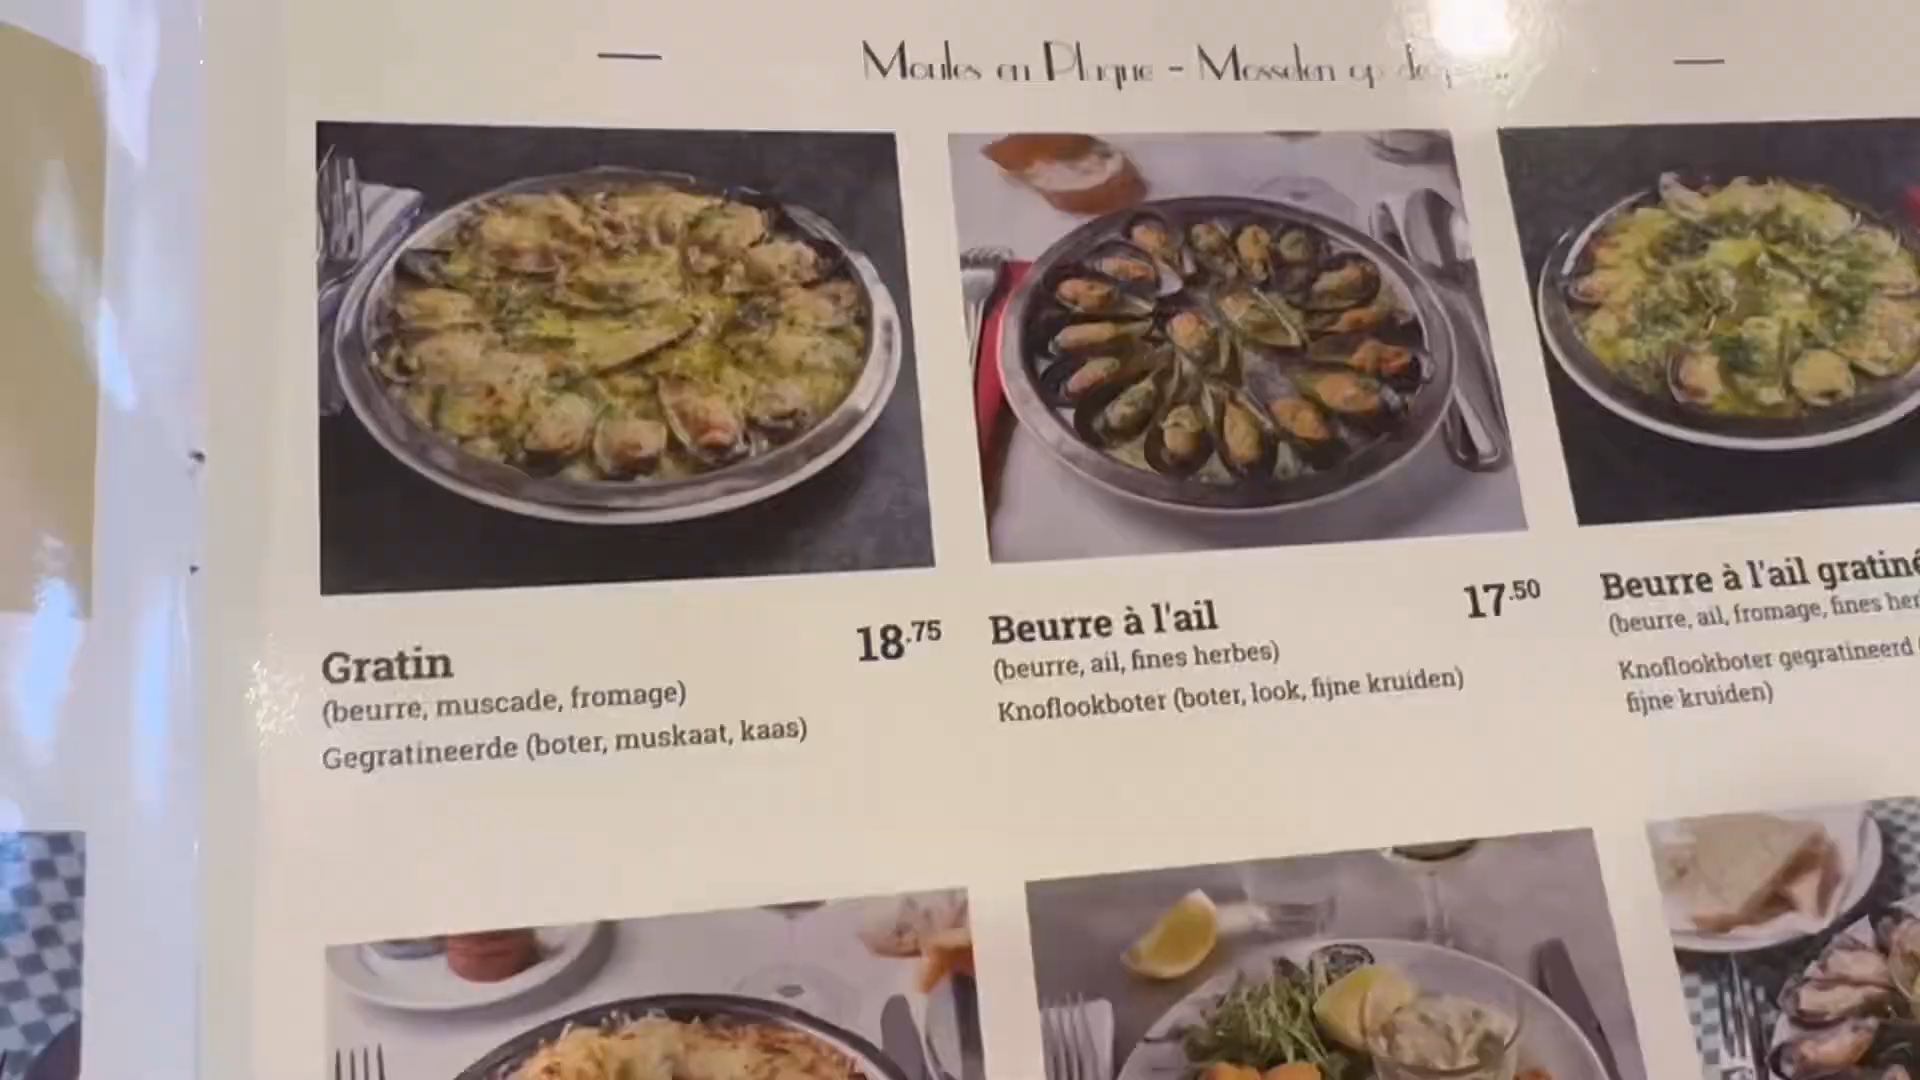 Moules au Plaque - Mosselen op de
Gratin 18.75
(beurre, muscade, fromage)
Gegratineerde (boter, muskaat, kaas)
Beurre à l'ail 17.50
(beurre, ail, fines herbes)
Knoflookboter (boter, look, fijne kruiden)
Beurre à l'ail gratiné
(beurre, ail, fromage, fines
Knoflookboter gegratineerd
fijne kruiden)